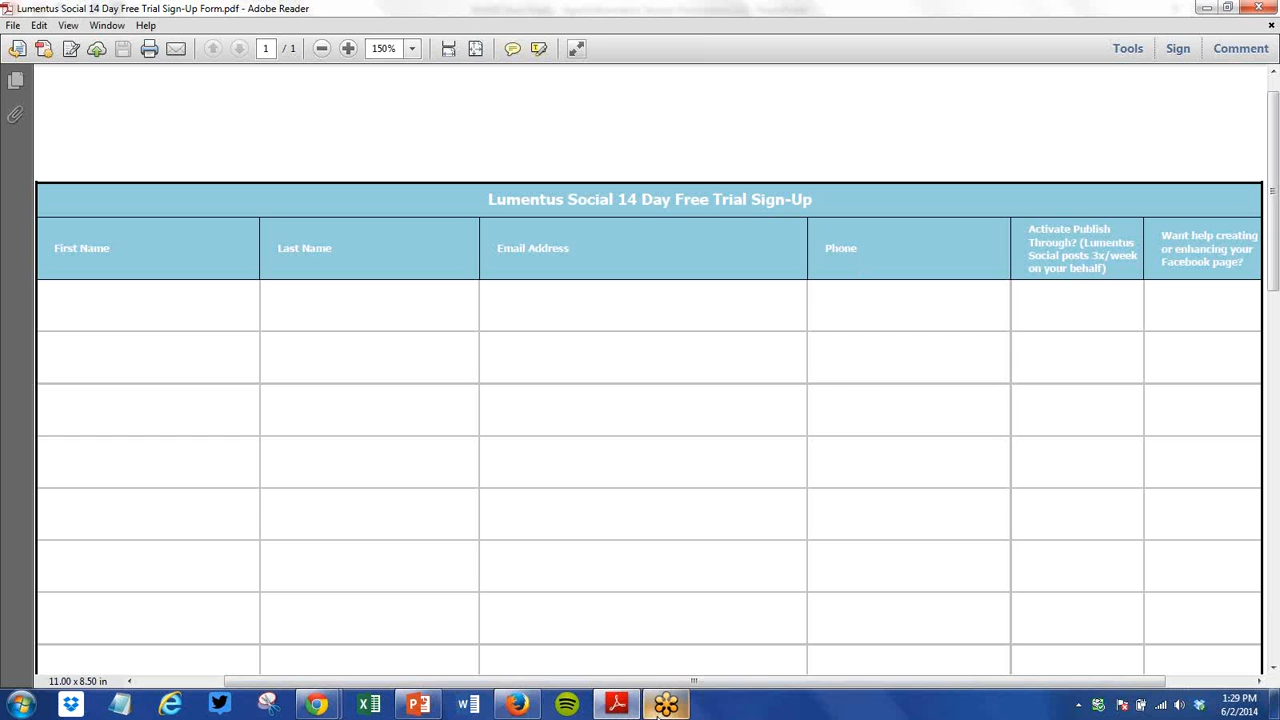 Lumentus Social 14 Day Free Trial Sign-Up Form.pdf - Adobe Reader
File Edit View Window Help
1 / 1 150% Tools Sign Comment
Lumentus Social 14 Day Free Trial Sign-Up
First Name
Last Name
Email Address
Phone
Activate Publish
Through? (Lumentus
Social posts 3x/week
on your behalf)
Want help creating
or enhancing your
Facebook page?
11.00 x 8.50 in
1:29 PM
6/2/2014